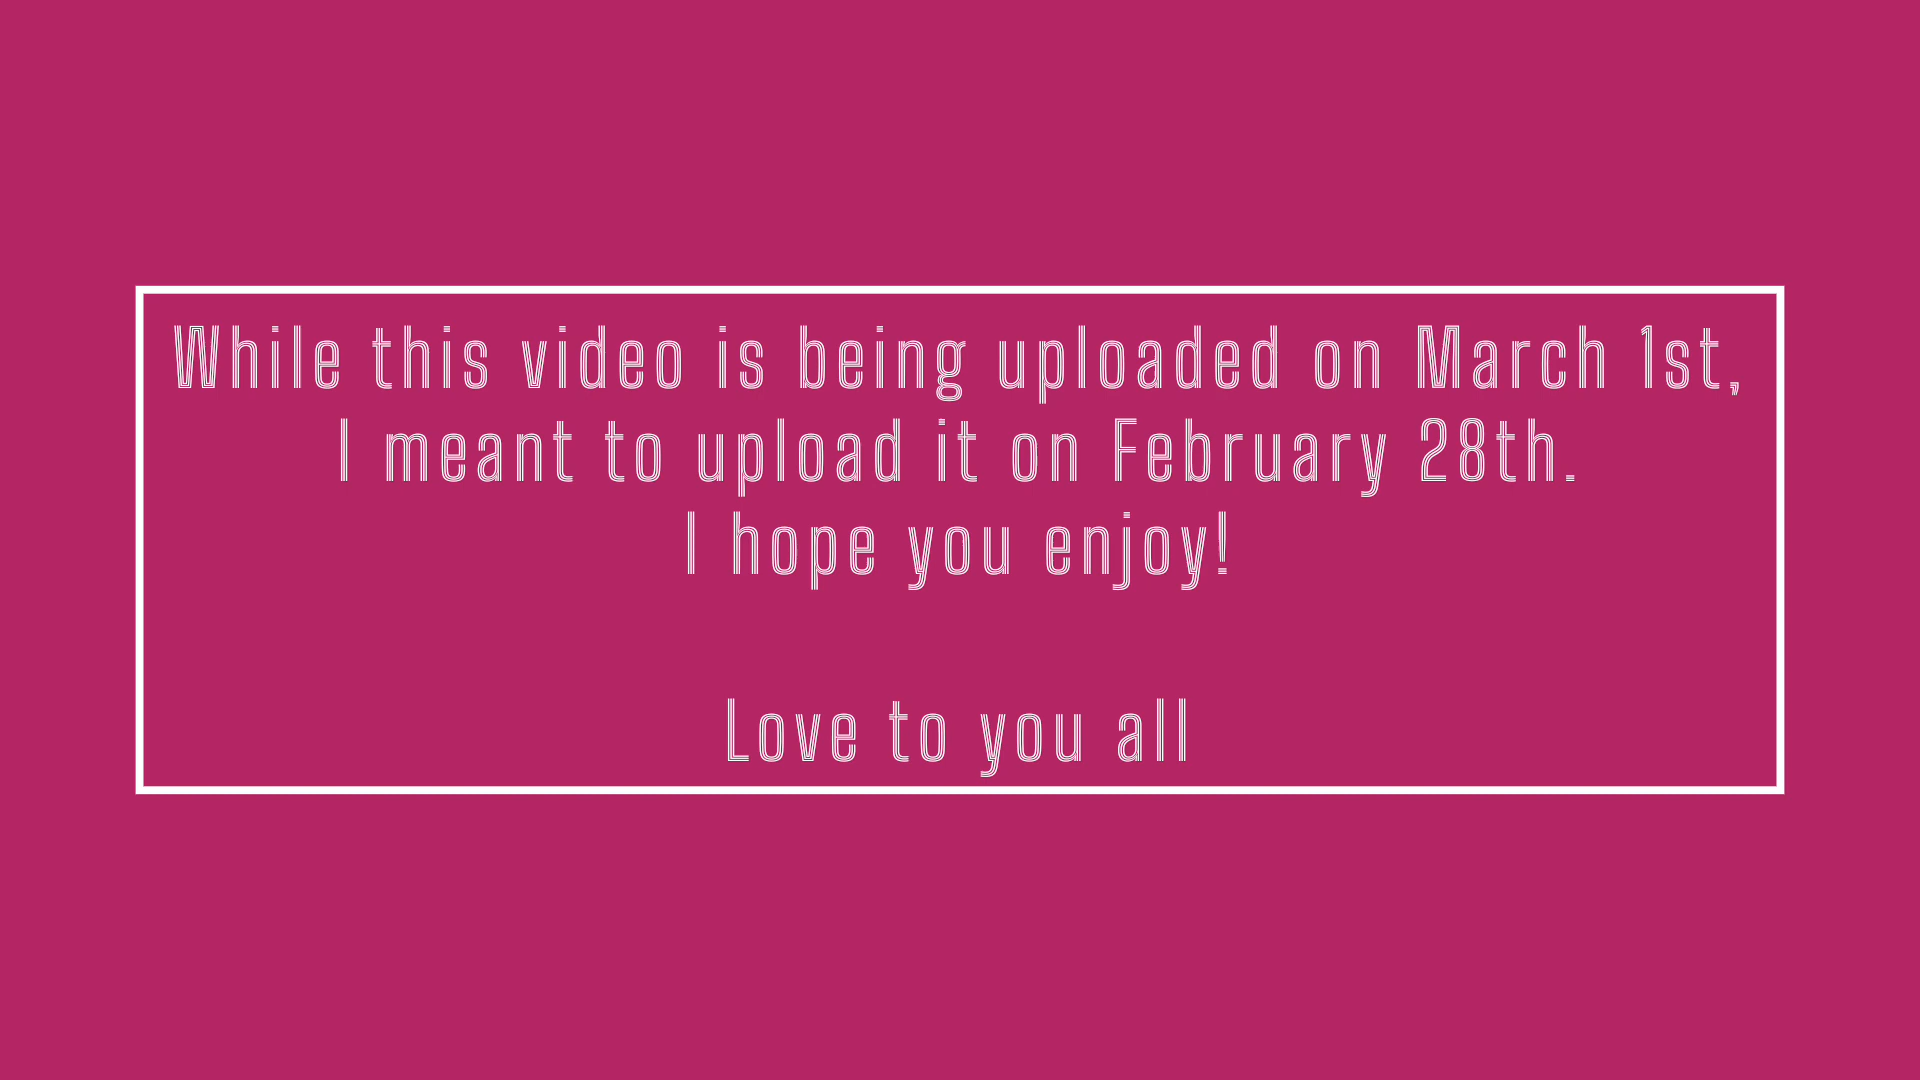 While this video is being uploaded on March 1st,
I meant to upload it on February 28th.
I hope you enjoy!
Love to you all